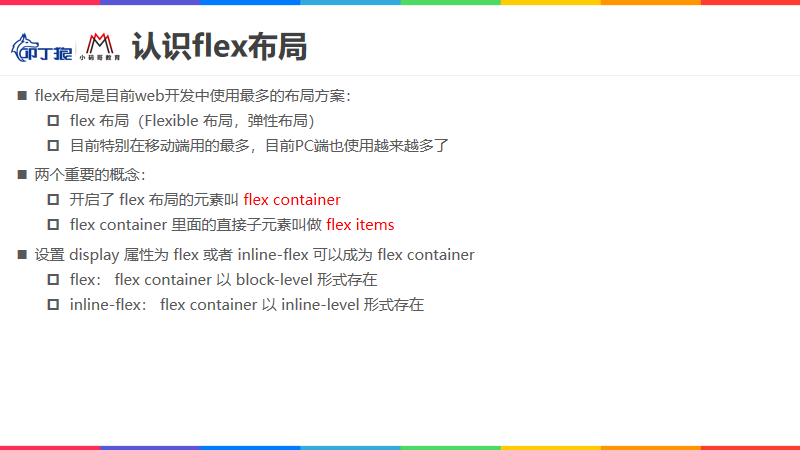 叩丁狼
小码哥教育
认识flex布局
flex布局是目前web开发中使用最多的布局方案：
flex 布局（Flexible 布局，弹性布局）
目前特别在移动端用的最多，目前PC端也使用越来越多了
两个重要的概念：
开启了 flex 布局的元素叫 flex container
flex container 里面的直接子元素叫做 flex items
设置 display 属性为 flex 或者 inline-flex 可以成为 flex container
flex： flex container 以 block-level 形式存在
inline-flex： flex container 以 inline-level 形式存在